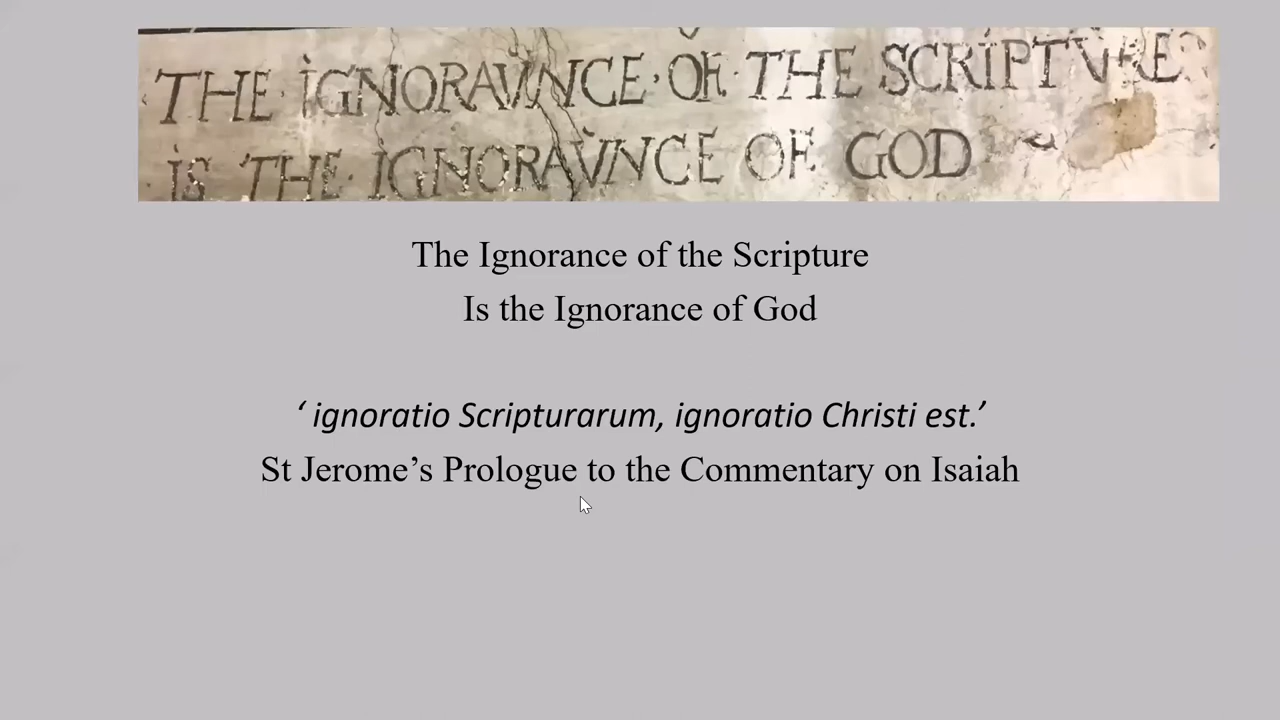 THE·IGNORAVNCE·OF·THE SCRIPTVRE
IS THE·IGNORAVNCE OF GOD
The Ignorance of the Scripture
Is the Ignorance of God
‘ ignoratio Scripturarum, ignoratio Christi est.’
St Jerome’s Prologue to the Commentary on Isaiah